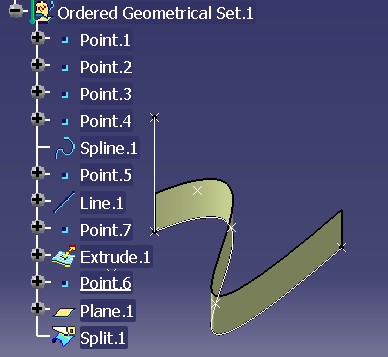 Ordered Geometrical Set.1
Point.1
Point.2
Point.3
Point.4
Spline.1
Point.5
Line.1
Point.7
Extrude.1
Point.6
Plane.1
Split.1